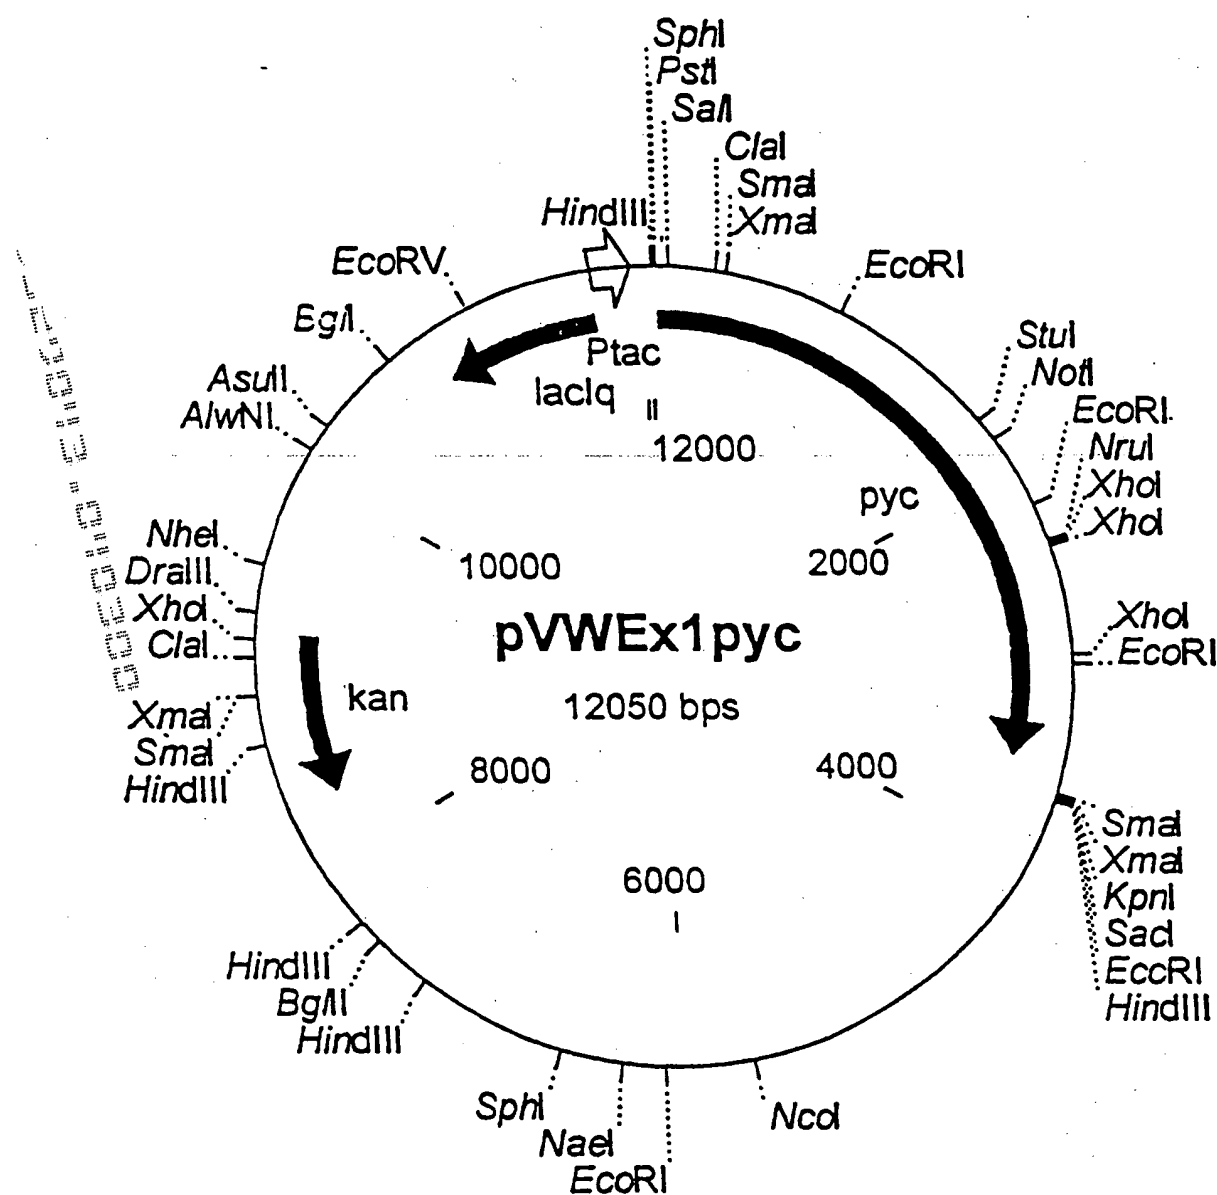 SphI
PstI
SalI
ClaI
SmaI
XmaI
HindIII
EcoRI
EcoRV
BglI
StuI
NotI
AsuII
AlwNI
Ptac
lacIq
EcoRI
NruI
XhoI
XhoI
12000
pyc
NheI
DraIII
XhoI
ClaI
10000
2000
pVWEx1pyc
12050 bps
XhoI
EcoRI
kan
XmaI
SmaI
HindIII
8000
4000
SmaI
XmaI
KpnI
SacI
EccRI
HindIII
6000
HindIII
BglII
HindIII
SphI
NaeI
EcoRI
NcoI